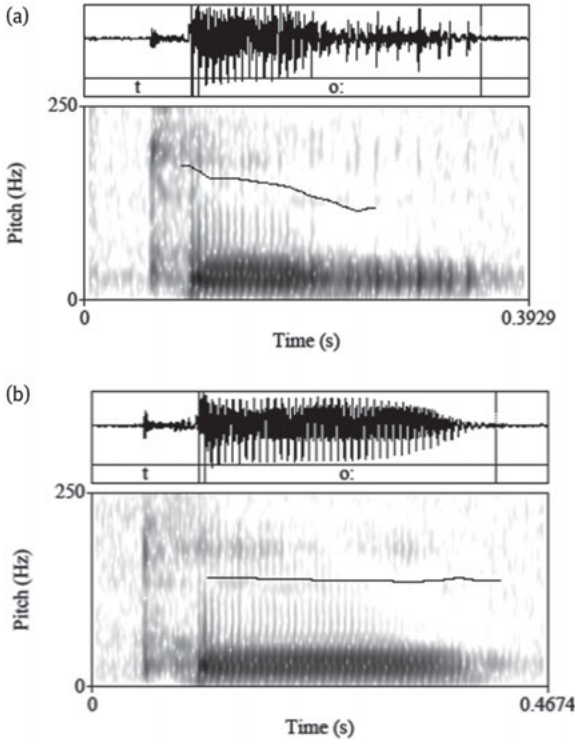 (a)
t o:
250
Pitch (Hz)
0
0 0.3929
Time (s)
(b)
t o:
250
Pitch (Hz)
0
0 0.4674
Time (s)